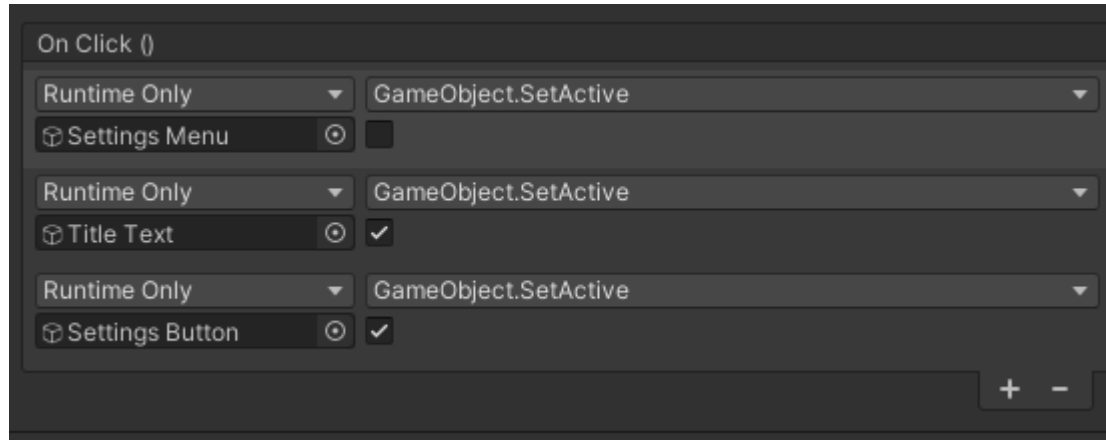 On Click ()
Runtime Only GameObject.SetActive
Settings Menu
Runtime Only GameObject.SetActive
Title Text
Runtime Only GameObject.SetActive
Settings Button
+ -